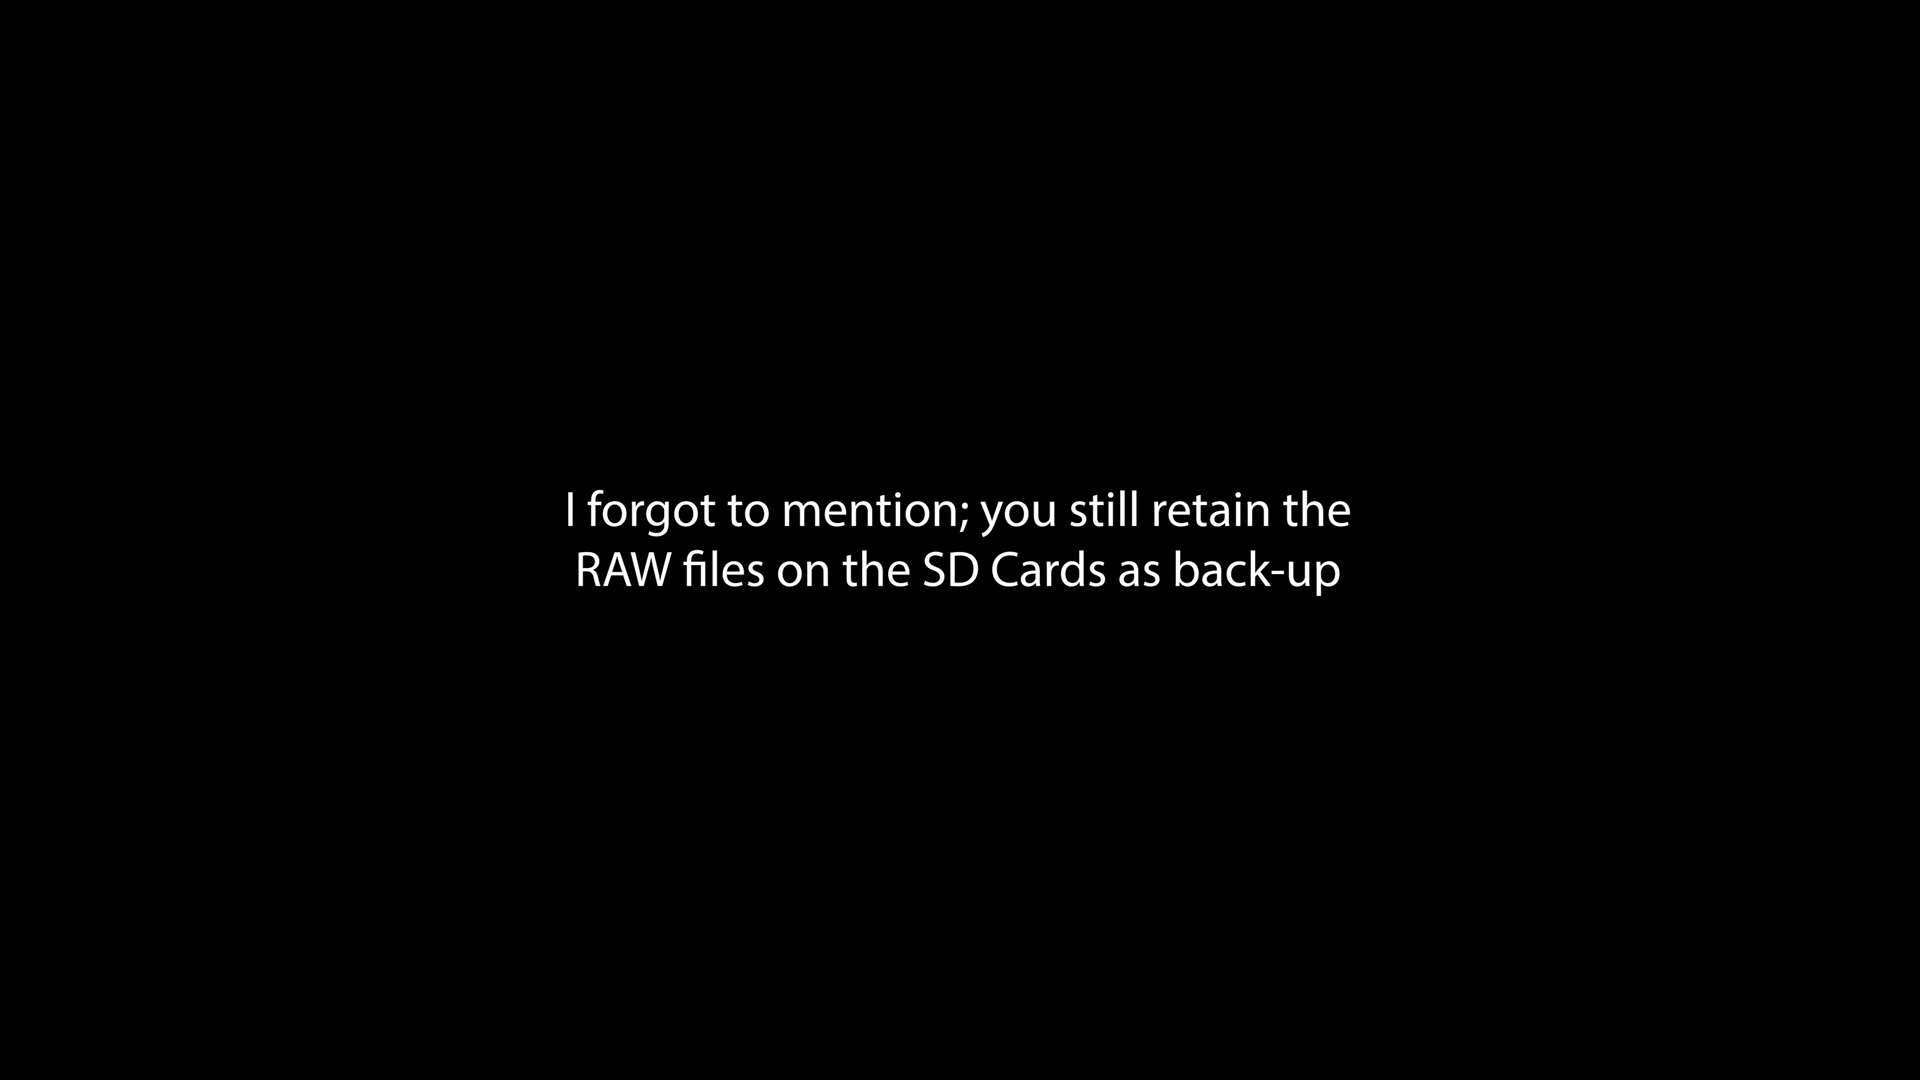 I forgot to mention; you still retain the
RAW files on the SD Cards as back-up